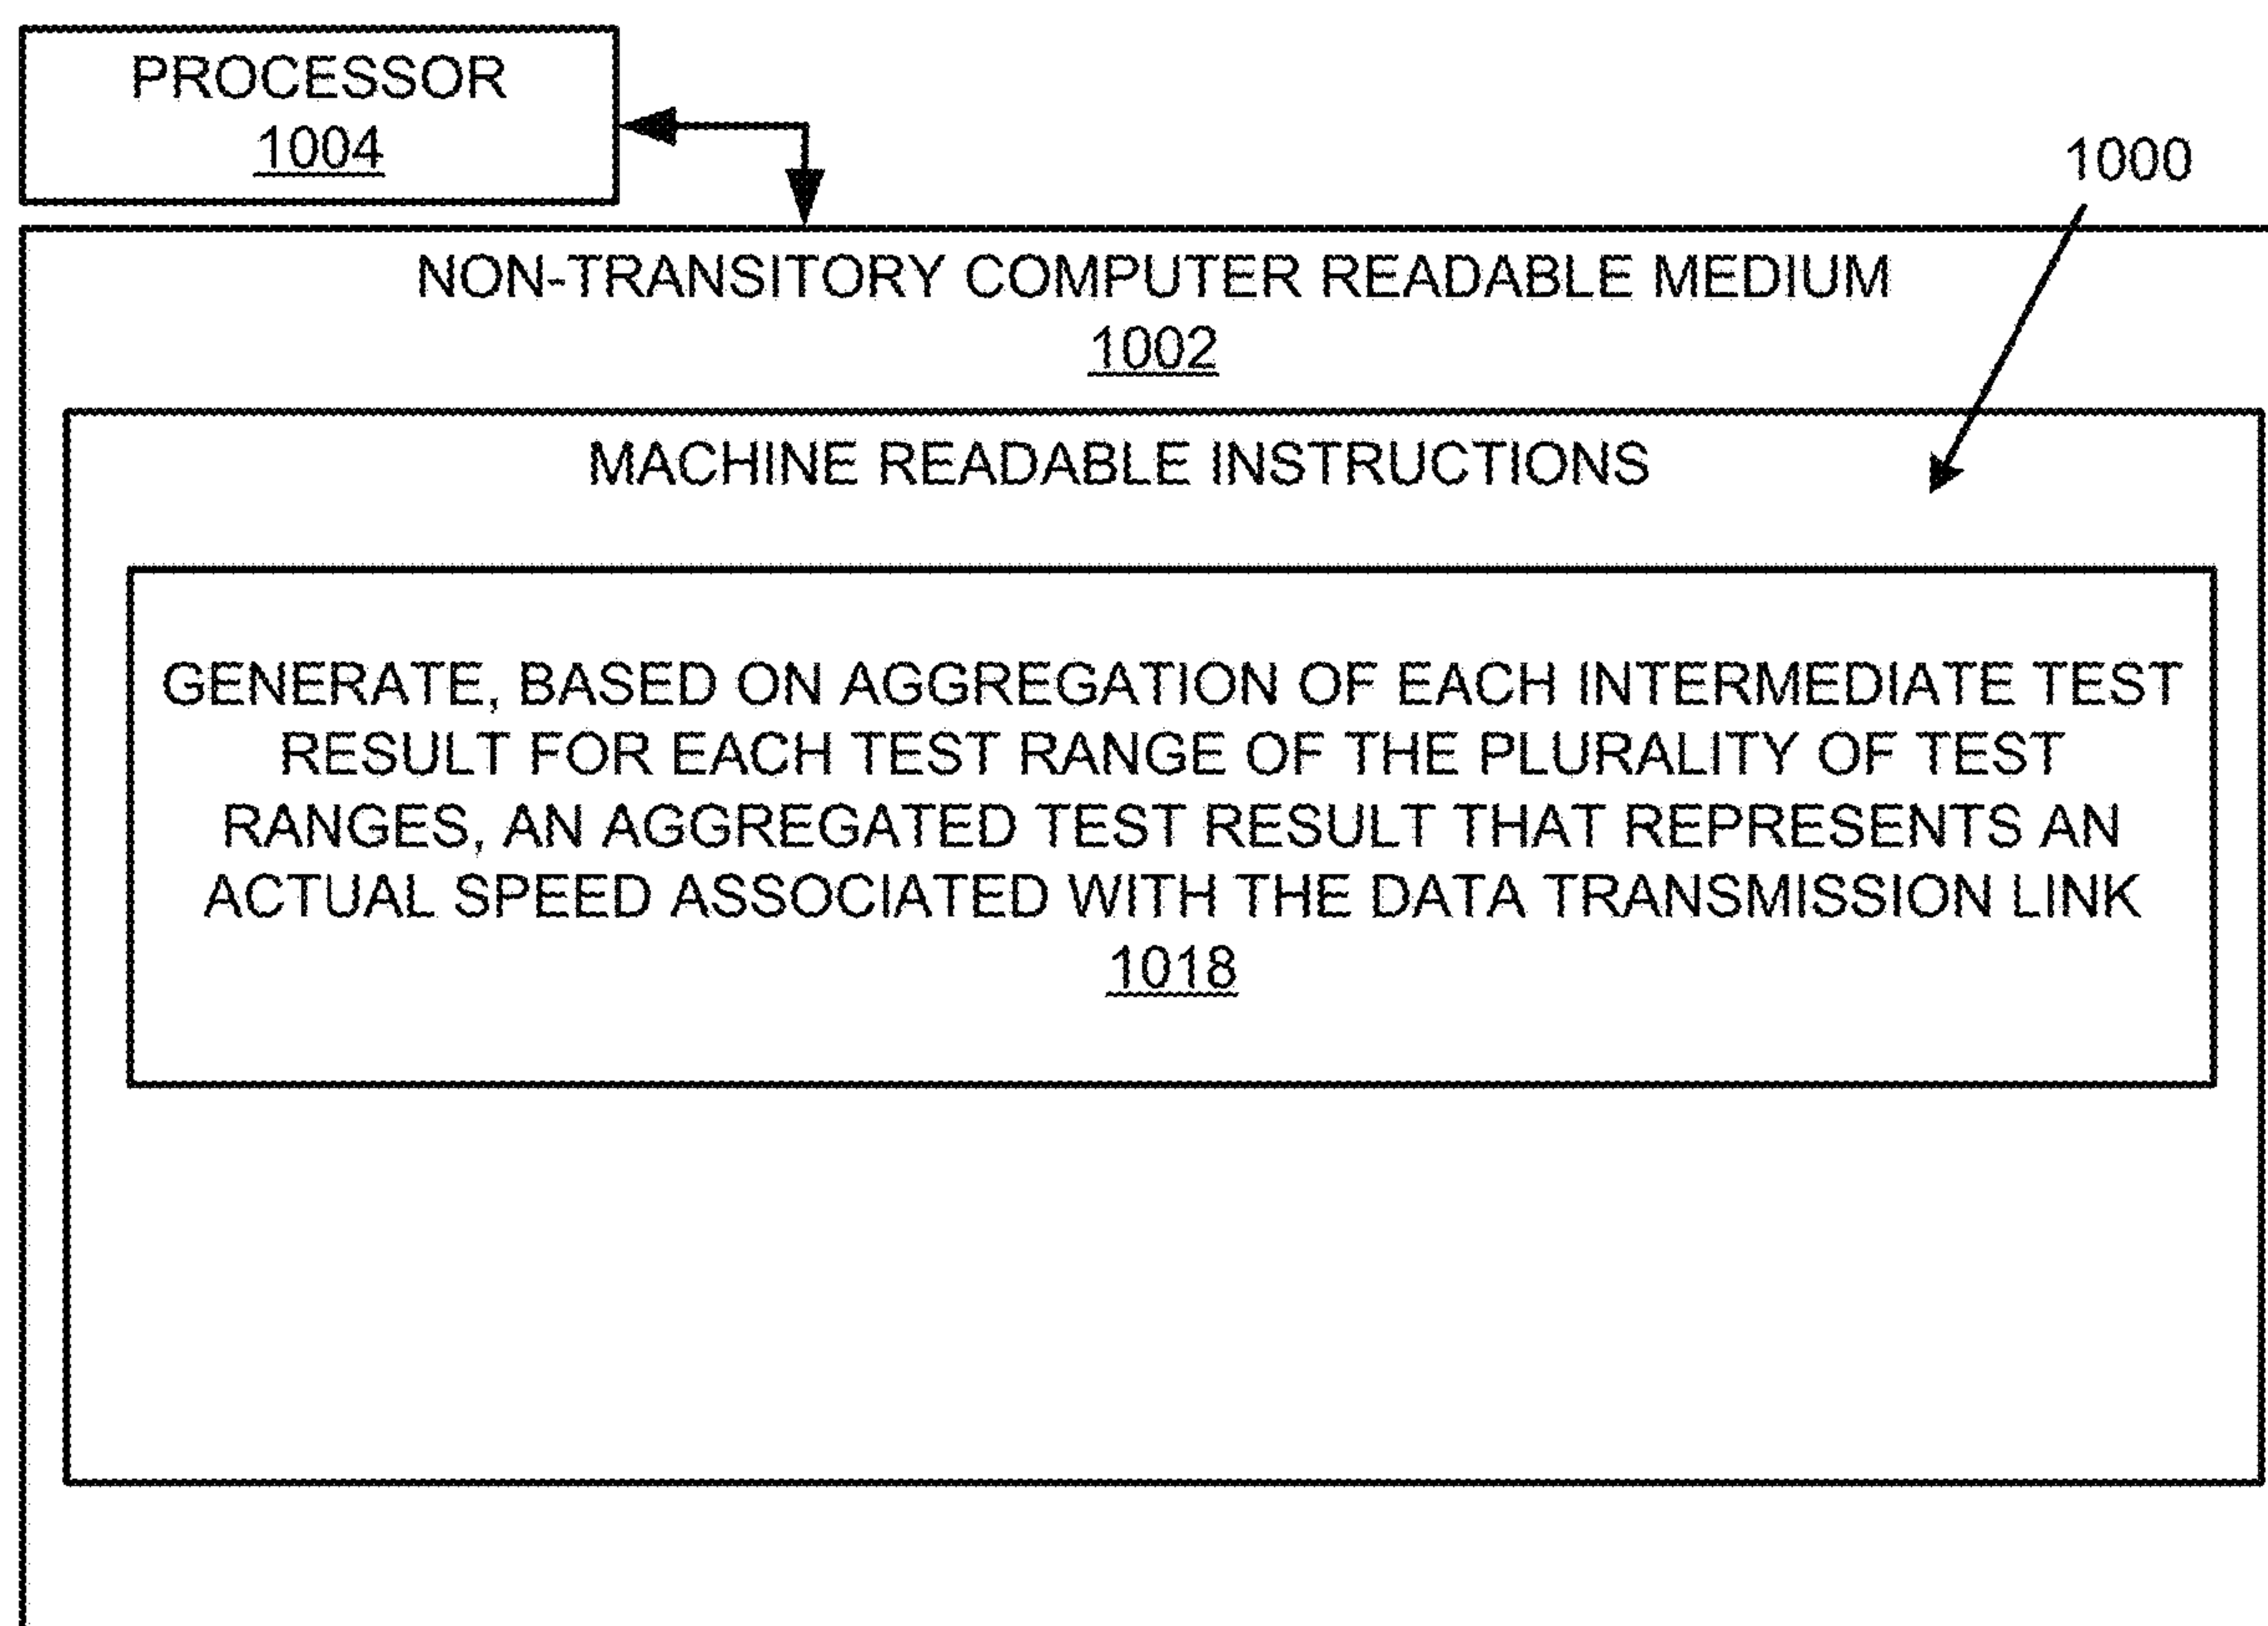 PROCESSOR
1004
1000
NON-TRANSITORY COMPUTER READABLE MEDIUM
1002
MACHINE READABLE INSTRUCTIONS
GENERATE, BASED ON AGGREGATION OF EACH INTERMEDIATE TEST
RESULT FOR EACH TEST RANGE OF THE PLURALITY OF TEST
RANGES, AN AGGREGATED TEST RESULT THAT REPRESENTS AN
ACTUAL SPEED ASSOCIATED WITH THE DATA TRANSMISSION LINK
1018